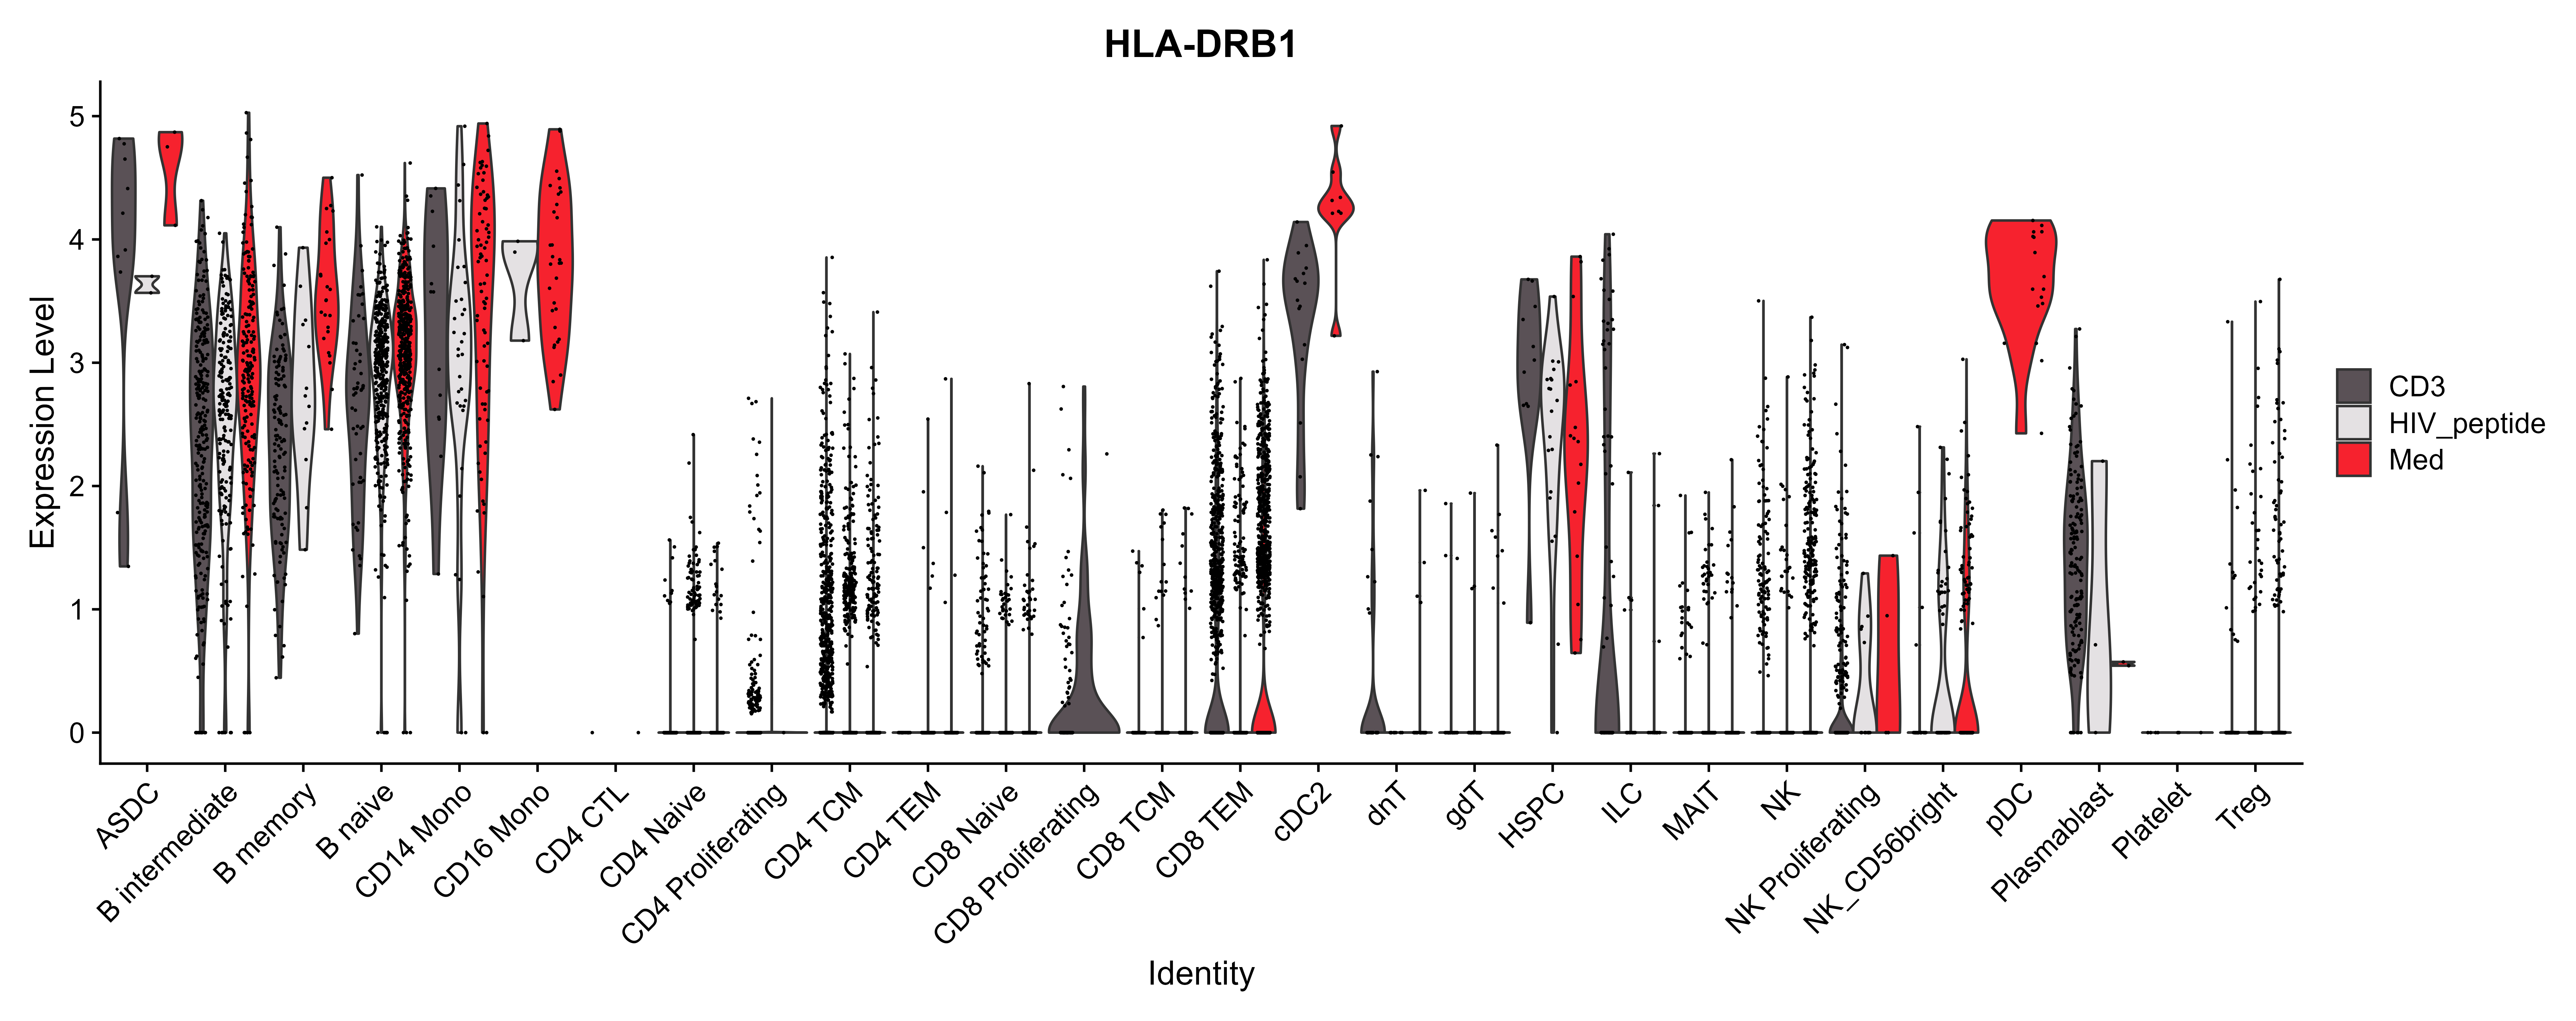 HLA-DRB1
Expression Level
5
4
3
2
1
0
ASDC
B intermediate
B memory
B naive
CD14 Mono
CD16 Mono
CD4 CTL
CD4 Naive
CD4 Proliferating
CD4 TCM
CD4 TEM
CD8 Naive
CD8 Proliferating
CD8 TCM
CD8 TEM
cDC2
dnT
gdT
HSPC
ILC
MAIT
NK
NK Proliferating
NK_CD56bright
pDC
Plasmablast
Platelet
Treg
Identity
CD3
HIV_peptide
Med